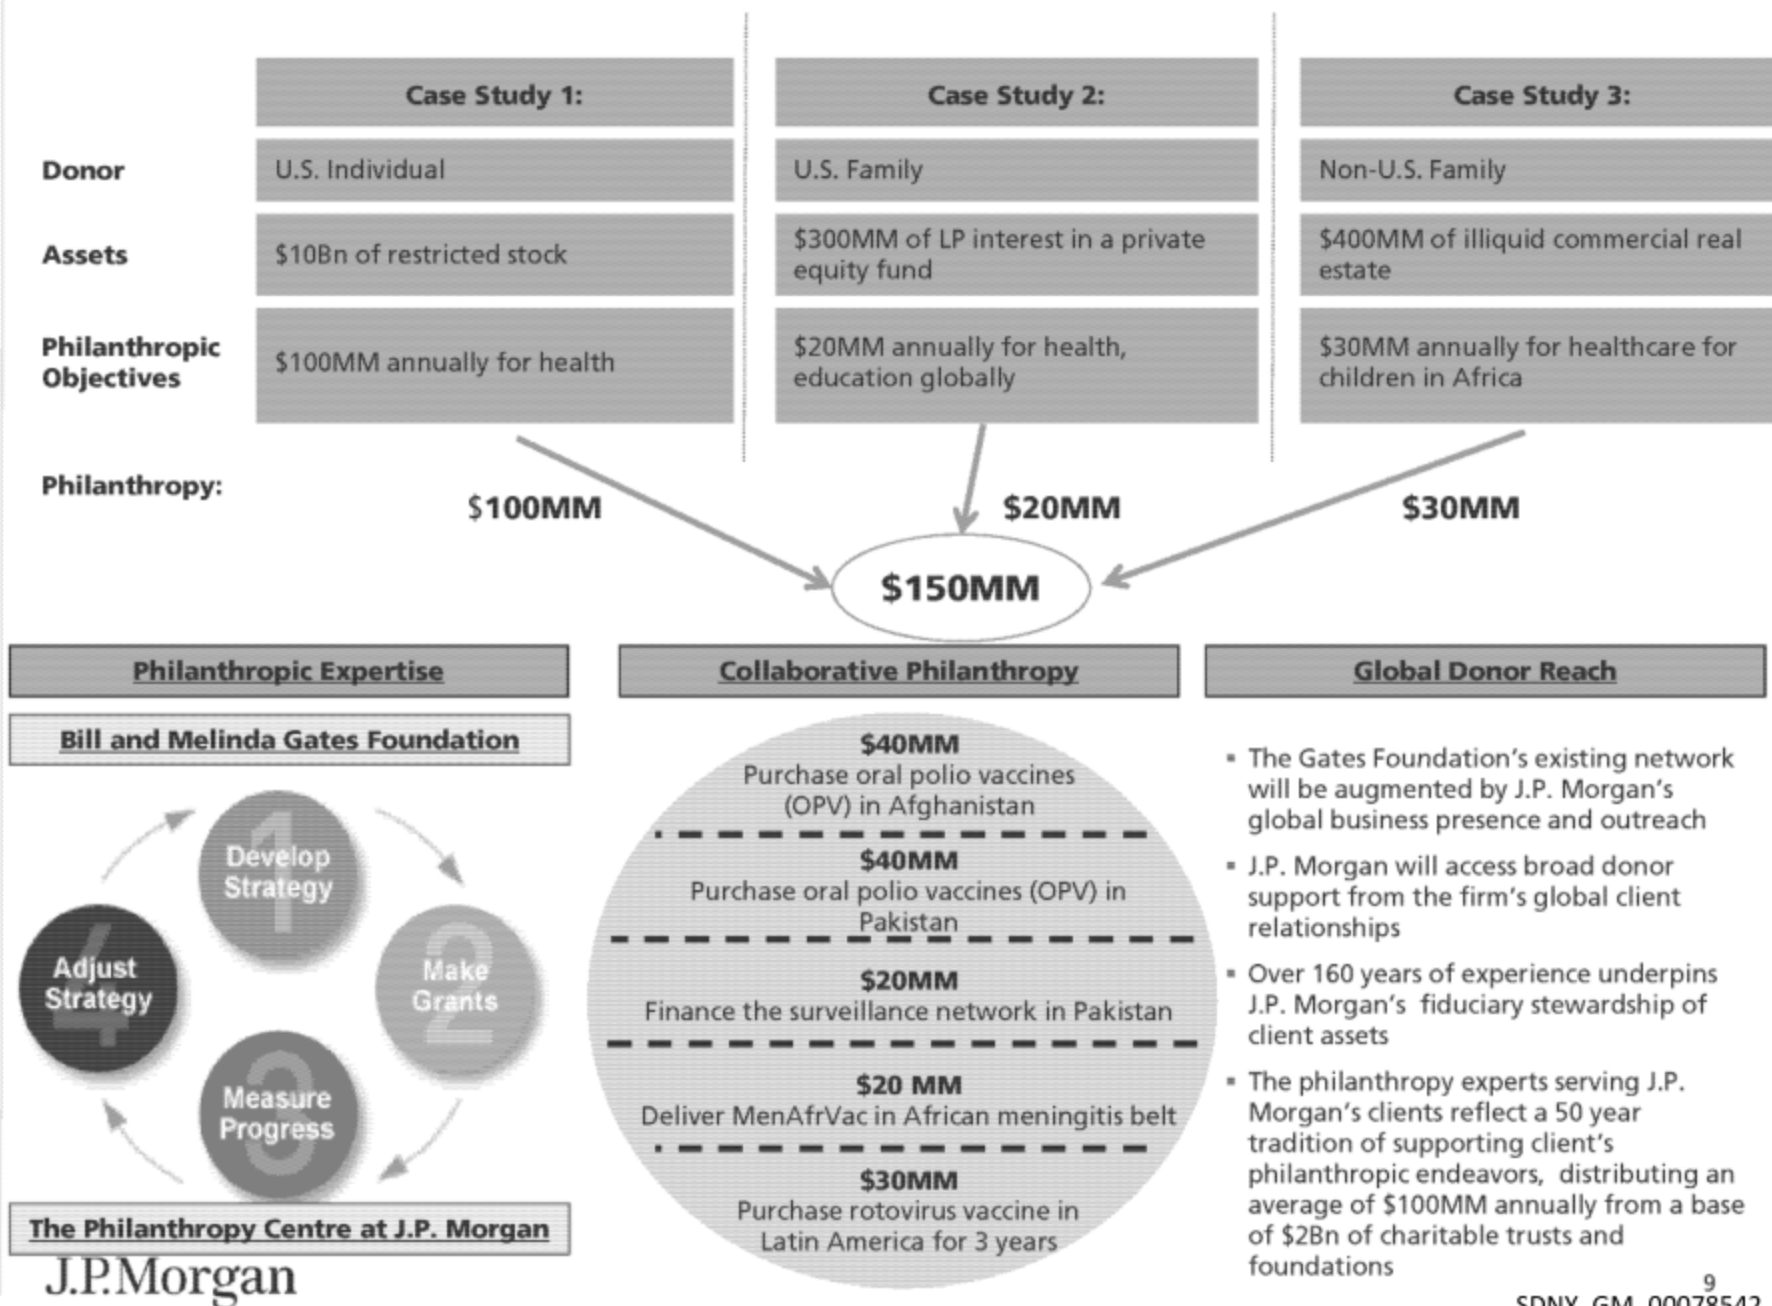 Case Study 1:
Case Study 2:
Case Study 3:
Donor
U.S. Individual
U.S. Family
Non-U.S. Family
Assets
$10Bn of restricted stock
$300MM of LP interest in a private
equity fund
$400MM of illiquid commercial real
estate
Philanthropic
Objectives
$100MM annually for health
$20MM annually for health,
education globally
$30MM annually for healthcare for
children in Africa
Philanthropy:
$100MM
$20MM
$30MM
$150MM
Philanthropic Expertise
Bill and Melinda Gates Foundation
1
Develop
Strategy
2
Make
Grants
3
Measure
Progress
4
Adjust
Strategy
The Philanthropy Centre at J.P. Morgan
J.P.Morgan
Collaborative Philanthropy
$40MM
Purchase oral polio vaccines
(OPV) in Afghanistan
$40MM
Purchase oral polio vaccines (OPV) in
Pakistan
$20MM
Finance the surveillance network in Pakistan
$20 MM
Deliver MenAfrVac in African meningitis belt
$30MM
Purchase rotovirus vaccine in
Latin America for 3 years
Global Donor Reach
▪ The Gates Foundation's existing network
will be augmented by J.P. Morgan's
global business presence and outreach
▪ J.P. Morgan will access broad donor
support from the firm's global client
relationships
▪ Over 160 years of experience underpins
J.P. Morgan's fiduciary stewardship of
client assets
▪ The philanthropy experts serving J.P.
Morgan's clients reflect a 50 year
tradition of supporting client's
philanthropic endeavors, distributing an
average of $100MM annually from a base
of $2Bn of charitable trusts and
foundations
9
SDNY_GM_00078542